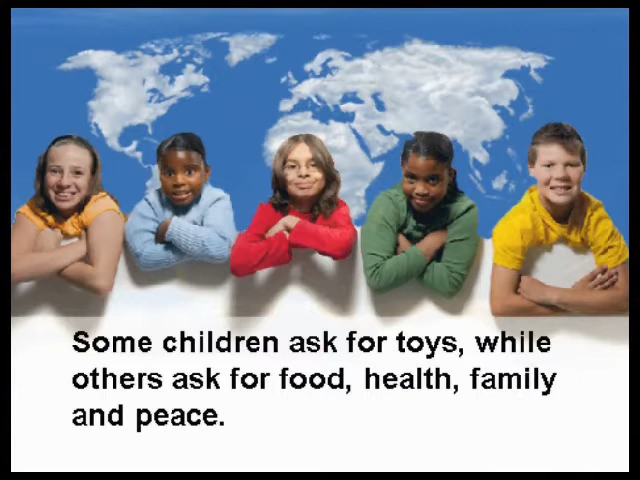 Some children ask for toys, while
others ask for food, health, family
and peace.